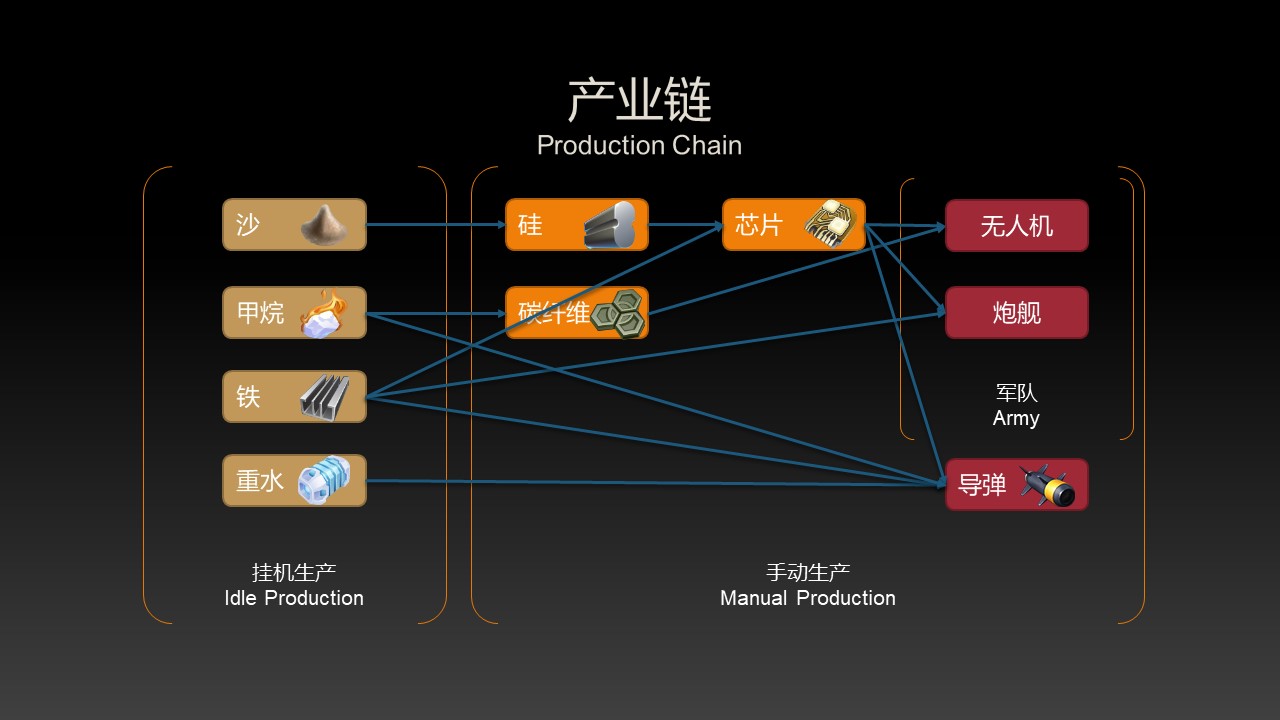 产业链
Production Chain
沙
硅
芯片
无人机
甲烷
碳纤维
炮舰
铁
军队
Army
重水
导弹
挂机生产
Idle Production
手动生产
Manual Production